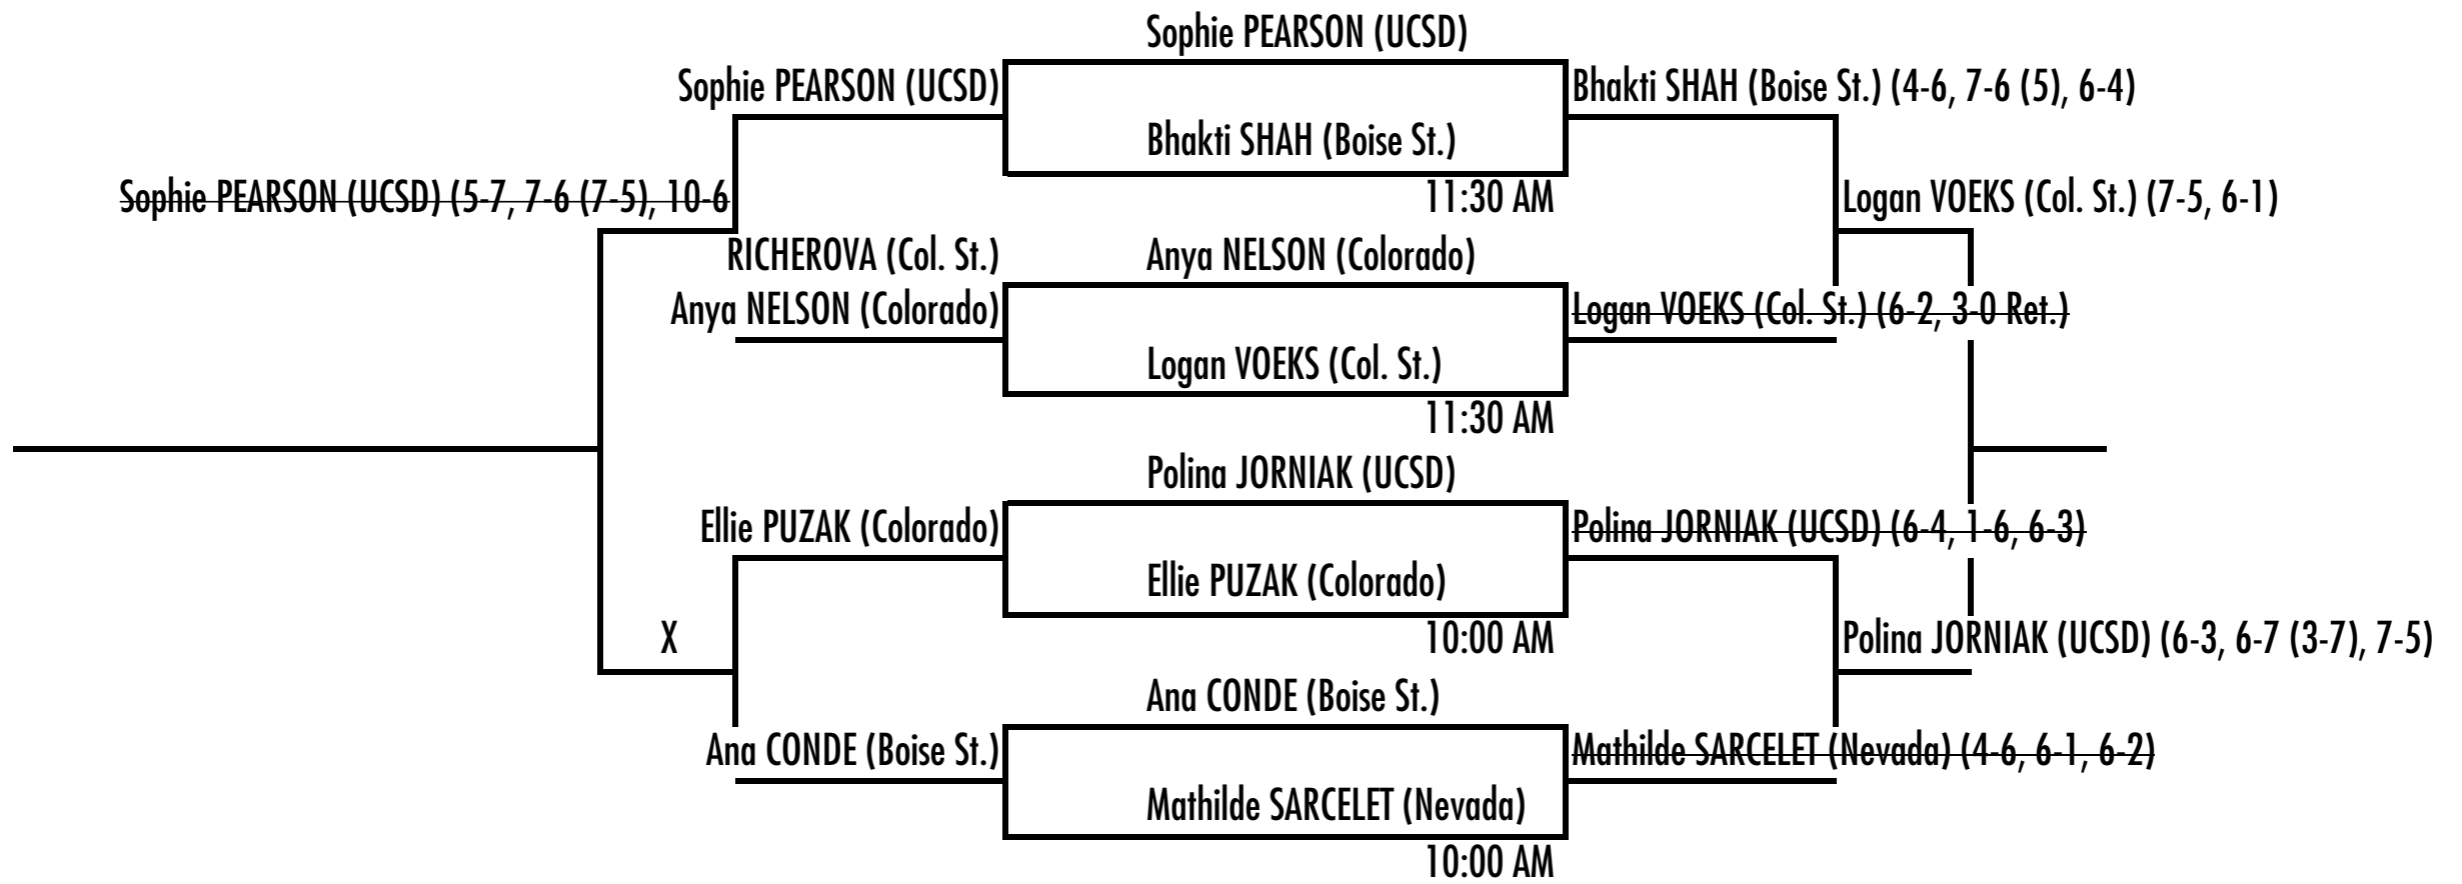 Sophie PEARSON (UCSD)
Sophie PEARSON (UCSD)
Bhakti SHAH (Boise St.) (4-6, 7-6 (5), 6-4)
Bhakti SHAH (Boise St.)
Sophie PEARSON (UCSD) (5-7, 7-6 (7-5), 10-6
11:30 AM
Logan VOEKS (Col. St.) (7-5, 6-1)
RICHEROVA (Col. St.)
Anya NELSON (Colorado)
Anya NELSON (Colorado)
Logan VOEKS (Col. St.) (6-2, 3-0 Ret.)
Logan VOEKS (Col. St.)
11:30 AM
Polina JORNIAK (UCSD)
Ellie PUZAK (Colorado)
Polina JORNIAK (UCSD) (6-4, 1-6, 6-3)
Ellie PUZAK (Colorado)
X
10:00 AM
Polina JORNIAK (UCSD) (6-3, 6-7 (3-7), 7-5)
Ana CONDE (Boise St.)
Ana CONDE (Boise St.)
Mathilde SARCELET (Nevada) (4-6, 6-1, 6-2)
Mathilde SARCELET (Nevada)
10:00 AM